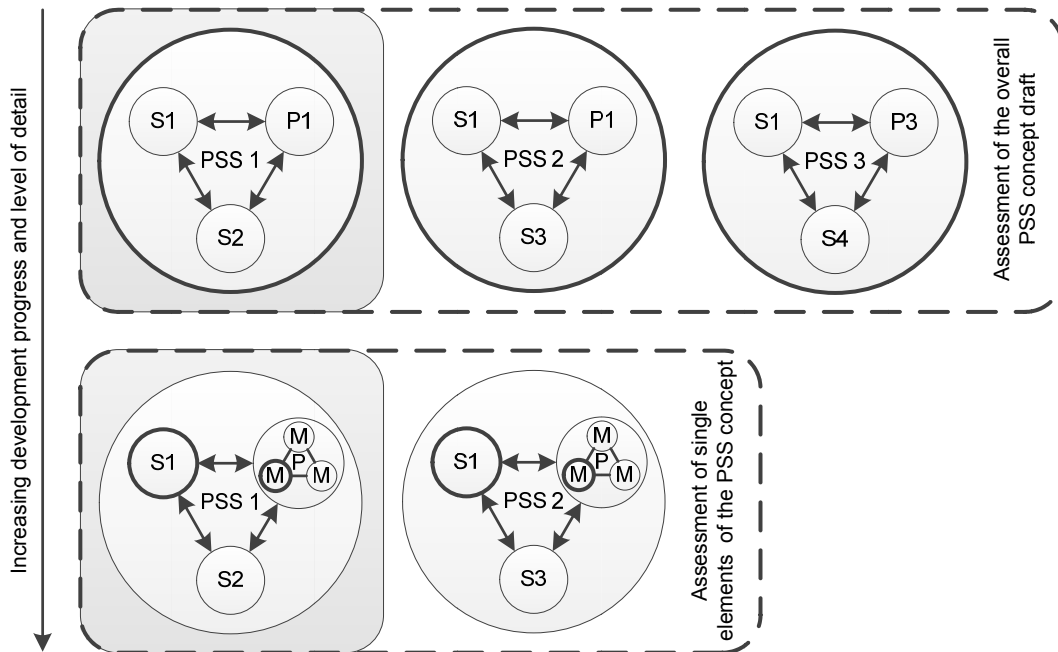 Increasing development progress and level of detail
S1
P1
PSS 1
S2
S1
P1
PSS 2
S3
S1
P3
PSS 3
S4
Assessment of the overall
PSS concept draft
S1
M
P
M
M
PSS 1
S2
S1
M
P
M
M
PSS 2
S3
Assessment of single
elements of the PSS concept